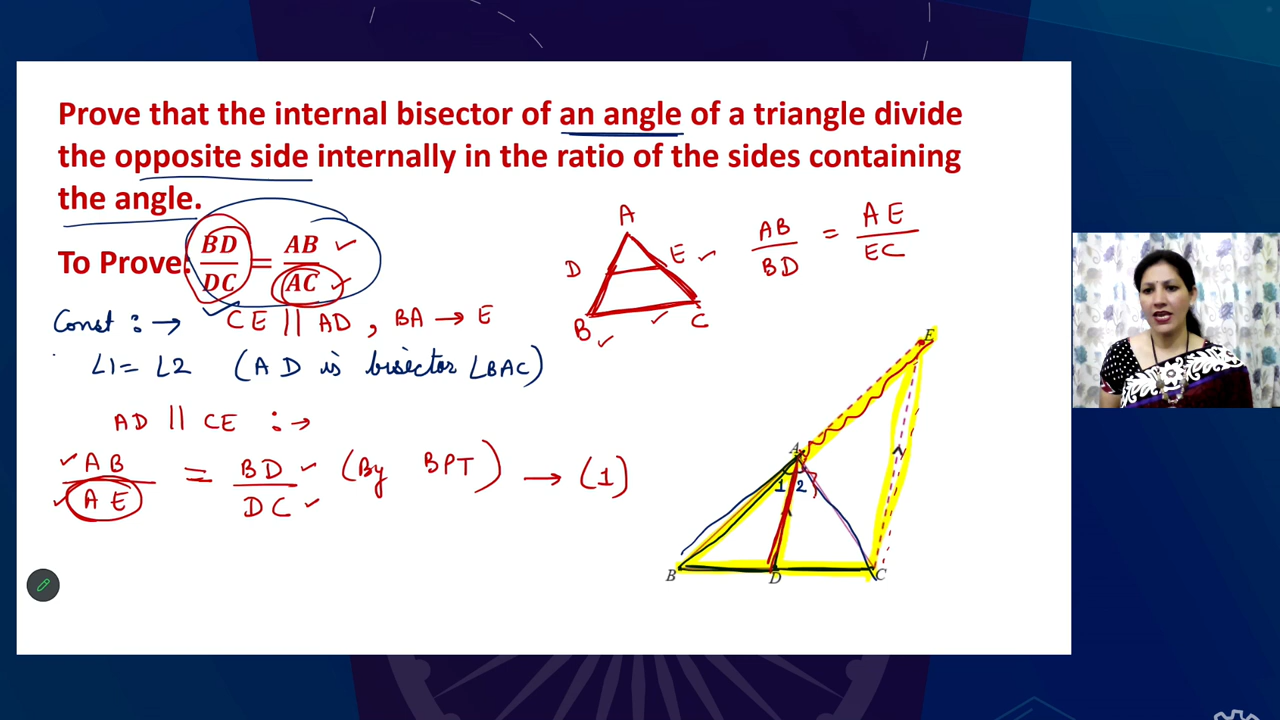 Prove that the internal bisector of an angle of a triangle divide
the opposite side internally in the ratio of the sides containing
the angle.
To Prove: BD/DC = AB/AC
Const :→ CE || AD, BA → E
∠1 = ∠2 (AD is bisector ∠BAC)
AD || CE :→
AB/AE = BD/DC (By BPT) → (1)
A
D E
B C
AB/BD = AE/EC
E
A
1 2
B D C